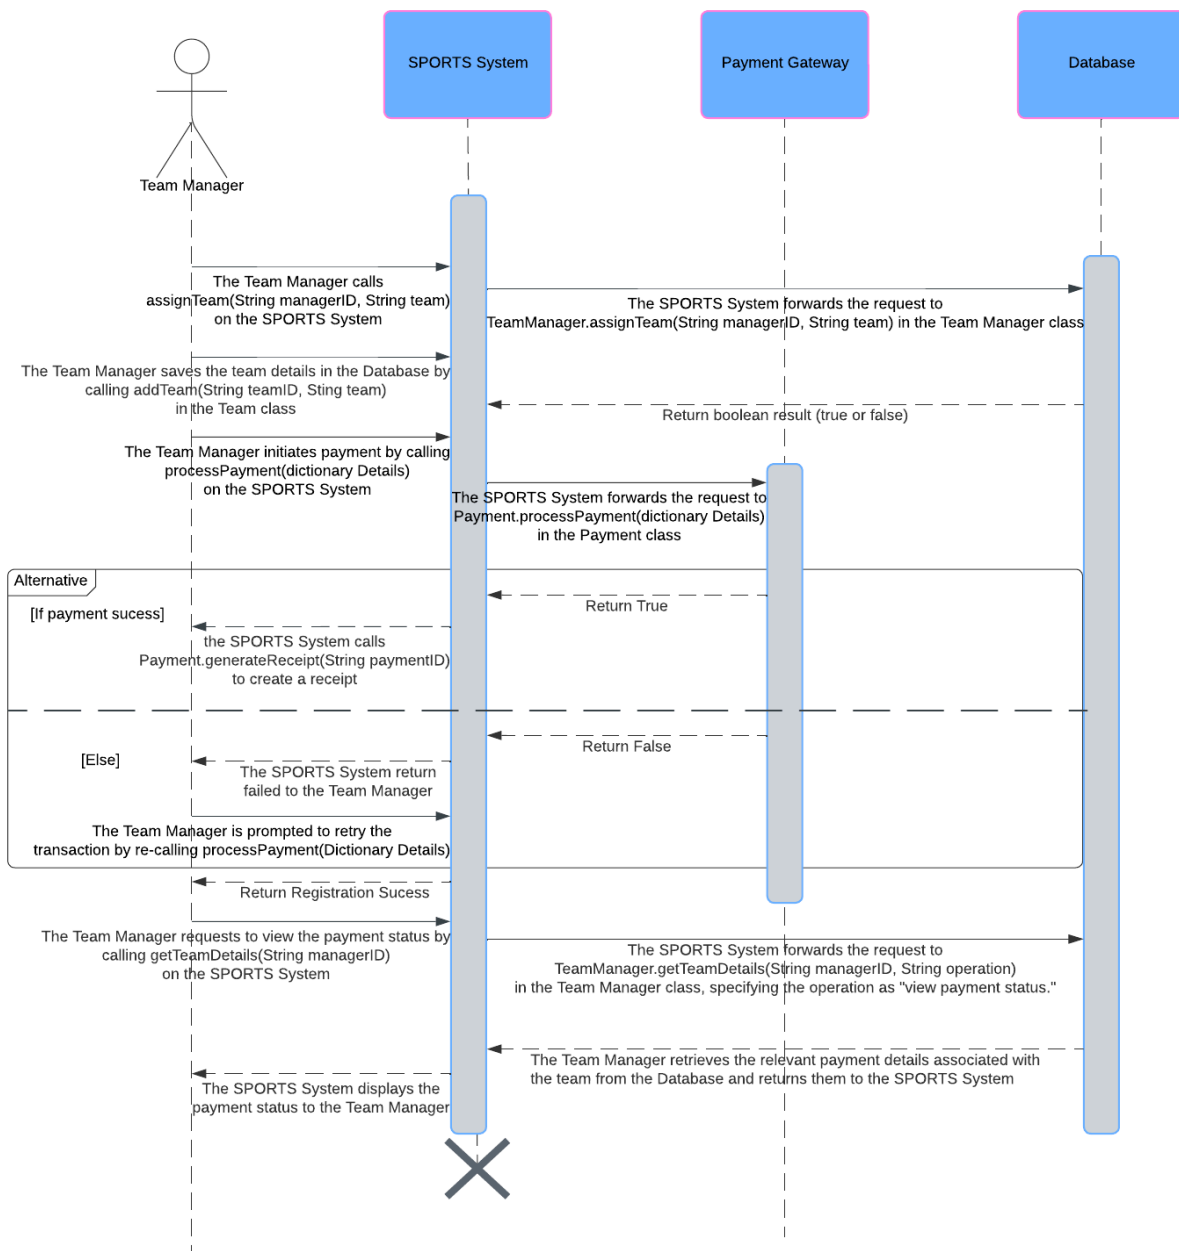 SPORTS System
Payment Gateway
Database
Team Manager
The Team Manager calls
assignTeam(String managerID, String team)
on the SPORTS System
The SPORTS System forwards the request to
TeamManager.assignTeam(String managerID, String team) in the Team Manager class
The Team Manager saves the team details in the Database by
calling addTeam(String teamID, Sting team)
in the Team class
Return boolean result (true or false)
The Team Manager initiates payment by calling
processPayment(dictionary Details)
on the SPORTS System
The SPORTS System forwards the request to
Payment.processPayment(dictionary Details)
in the Payment class
Alternative
[If payment sucess]
Return True
the SPORTS System calls
Payment.generateReceipt(String paymentID)
to create a receipt
Return False
[Else]
The SPORTS System return
failed to the Team Manager
The Team Manager is prompted to retry the
transaction by re-calling processPayment(Dictionary Details)
Return Registration Sucess
The Team Manager requests to view the payment status by
calling getTeamDetails(String managerID)
on the SPORTS System
The SPORTS System forwards the request to
TeamManager.getTeamDetails(String managerID, String operation)
in the Team Manager class, specifying the operation as "view payment status."
The Team Manager retrieves the relevant payment details associated with
the team from the Database and returns them to the SPORTS System
The SPORTS System displays the
payment status to the Team Manager